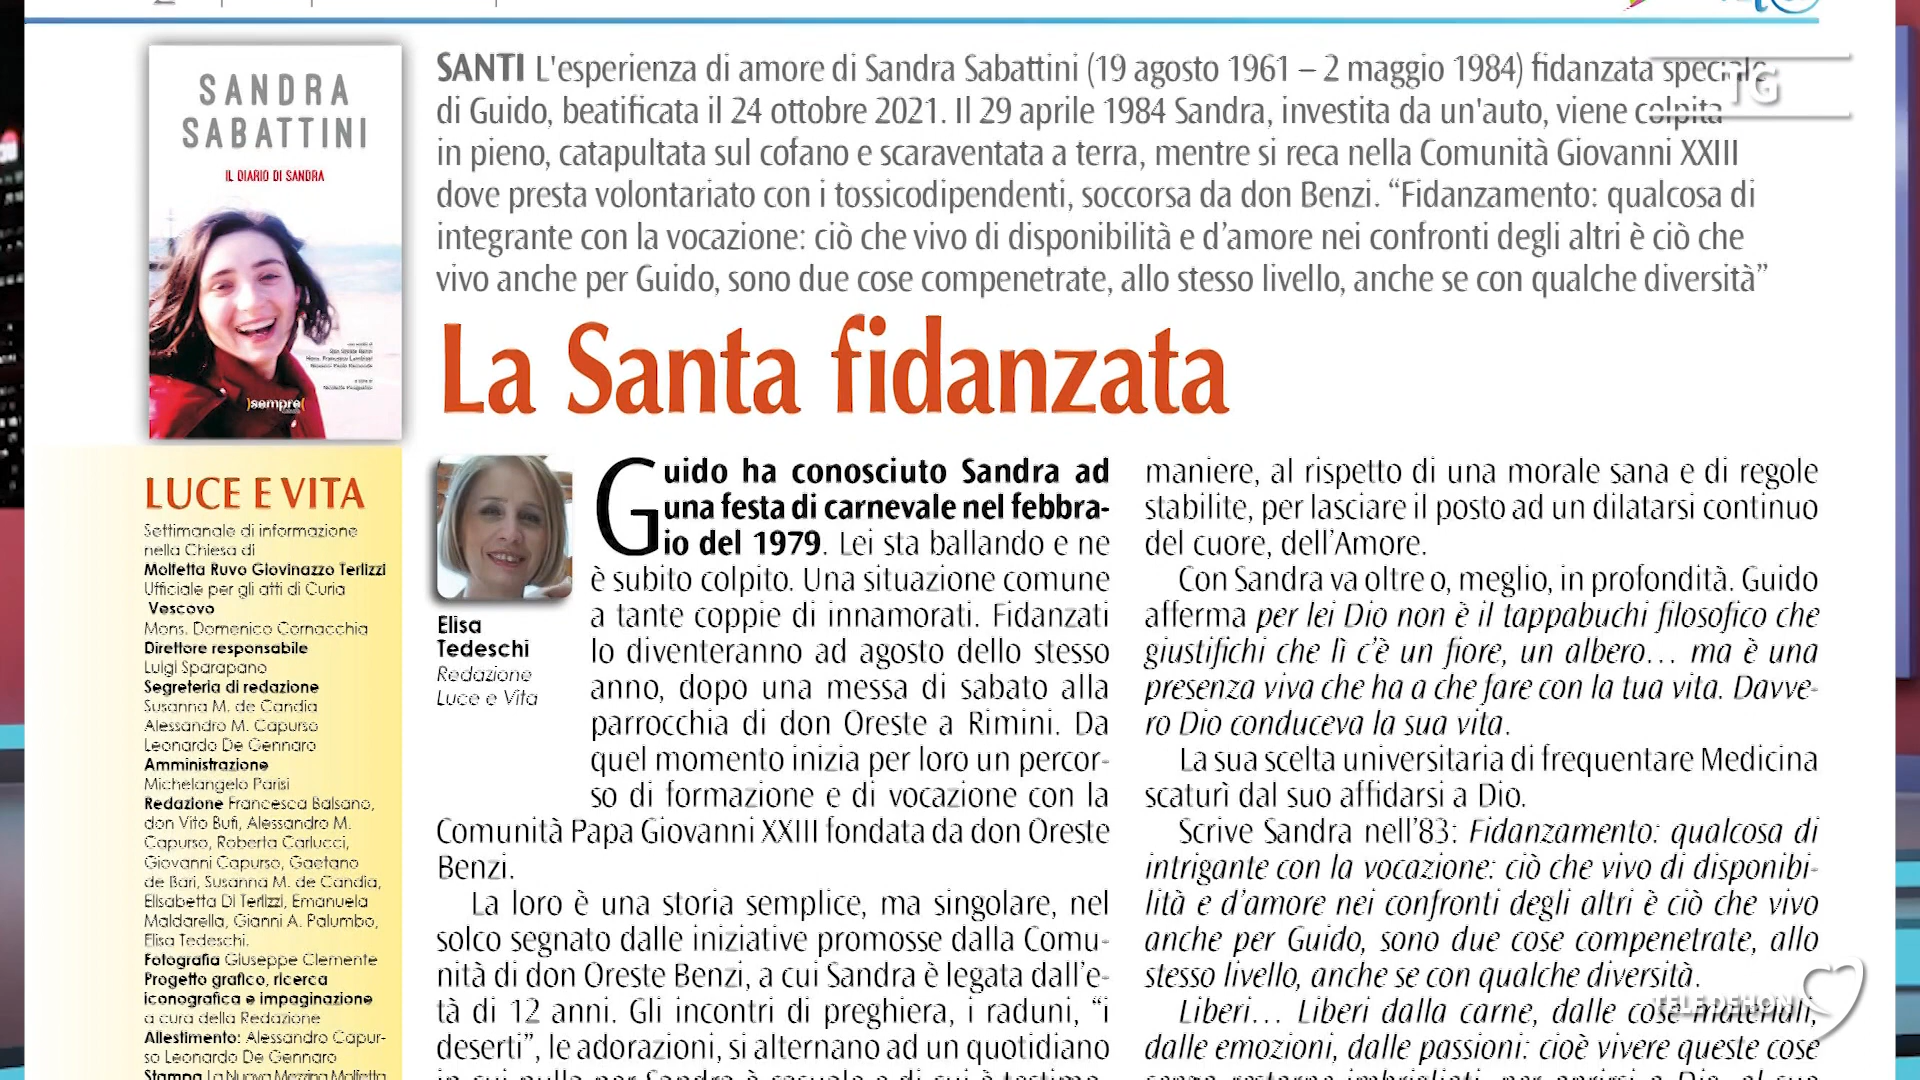 SANDRA
SABATTINI
IL DIARIO DI SANDRA
)sempre(
SANTI L'esperienza di amore di Sandra Sabattini (19 agosto 1961 – 2 maggio 1984) fidanzata speciale
di Guido, beatificata il 24 ottobre 2021. Il 29 aprile 1984 Sandra, investita da un'auto, viene colpita
in pieno, catapultata sul cofano e scaraventata a terra, mentre si reca nella Comunità Giovanni XXIII
dove presta volontariato con i tossicodipendenti, soccorsa da don Benzi. “Fidanzamento: qualcosa di
integrante con la vocazione: ciò che vivo di disponibilità e d’amore nei confronti degli altri è ciò che
vivo anche per Guido, sono due cose compenetrate, allo stesso livello, anche se con qualche diversità”
TG
La Santa fidanzata
LUCE E VITA
Settimanale di informazione
nella Chiesa di
Molfetta Ruvo Giovinazzo Terlizzi
Ufficiale per gli atti di Curia
Vescovo
Mons. Domenico Cornacchia
Direttore responsabile
Luigi Sparapano
Segreteria di redazione
Susanna M. de Candia
Alessandro M. Capurso
Leonardo De Gennaro
Amministrazione
Michelangelo Parisi
Redazione Francesca Balsano,
don Vito Bufi, Alessandro M.
Capurso, Roberta Carlucci,
Giovanni Capurso, Gaetano
de Bari, Susanna M. de Candia,
Elisabetta Di Terlizzi, Emanuela
Maldarella, Gianni A. Palumbo,
Elisa Tedeschi.
Fotografia Giuseppe Clemente
Progetto grafico, ricerca
iconografica e impaginazione
a cura della Redazione
Allestimento: Alessandro Capur-
so Leonardo De Gennaro
Stampa La Nuova Mezzina Molfetta
Elisa
Tedeschi
Redazione
Luce e Vita
Guido ha conosciuto Sandra ad
una festa di carnevale nel febbra-
io del 1979. Lei sta ballando e ne
è subito colpito. Una situazione comune
a tante coppie di innamorati. Fidanzati
lo diventeranno ad agosto dello stesso
anno, dopo una messa di sabato alla
parrocchia di don Oreste a Rimini. Da
quel momento inizia per loro un percor-
so di formazione e di vocazione con la
Comunità Papa Giovanni XXIII fondata da don Oreste
Benzi.
La loro è una storia semplice, ma singolare, nel
solco segnato dalle iniziative promosse dalla Comu-
nità di don Oreste Benzi, a cui Sandra è legata dall’e-
tà di 12 anni. Gli incontri di preghiera, i raduni, “i
deserti”, le adorazioni, si alternano ad un quotidiano
in cui nulla per Sandra è casuale e di cui è testimo-
maniere, al rispetto di una morale sana e di regole
stabilite, per lasciare il posto ad un dilatarsi continuo
del cuore, dell’Amore.
Con Sandra va oltre o, meglio, in profondità. Guido
afferma per lei Dio non è il tappabuchi filosofico che
giustifichi che lì c’è un fiore, un albero… ma è una
presenza viva che ha a che fare con la tua vita. Davve-
ro Dio conduceva la sua vita.
La sua scelta universitaria di frequentare Medicina
scaturì dal suo affidarsi a Dio.
Scrive Sandra nell’83: Fidanzamento: qualcosa di
intrigante con la vocazione: ciò che vivo di disponibi-
lità e d’amore nei confronti degli altri è ciò che vivo
anche per Guido, sono due cose compenetrate, allo
stesso livello, anche se con qualche diversità.
Liberi… Liberi dalla carne, dalle cose materiali,
dalle emozioni, dalle passioni: cioè vivere queste cose
TELE DEHON